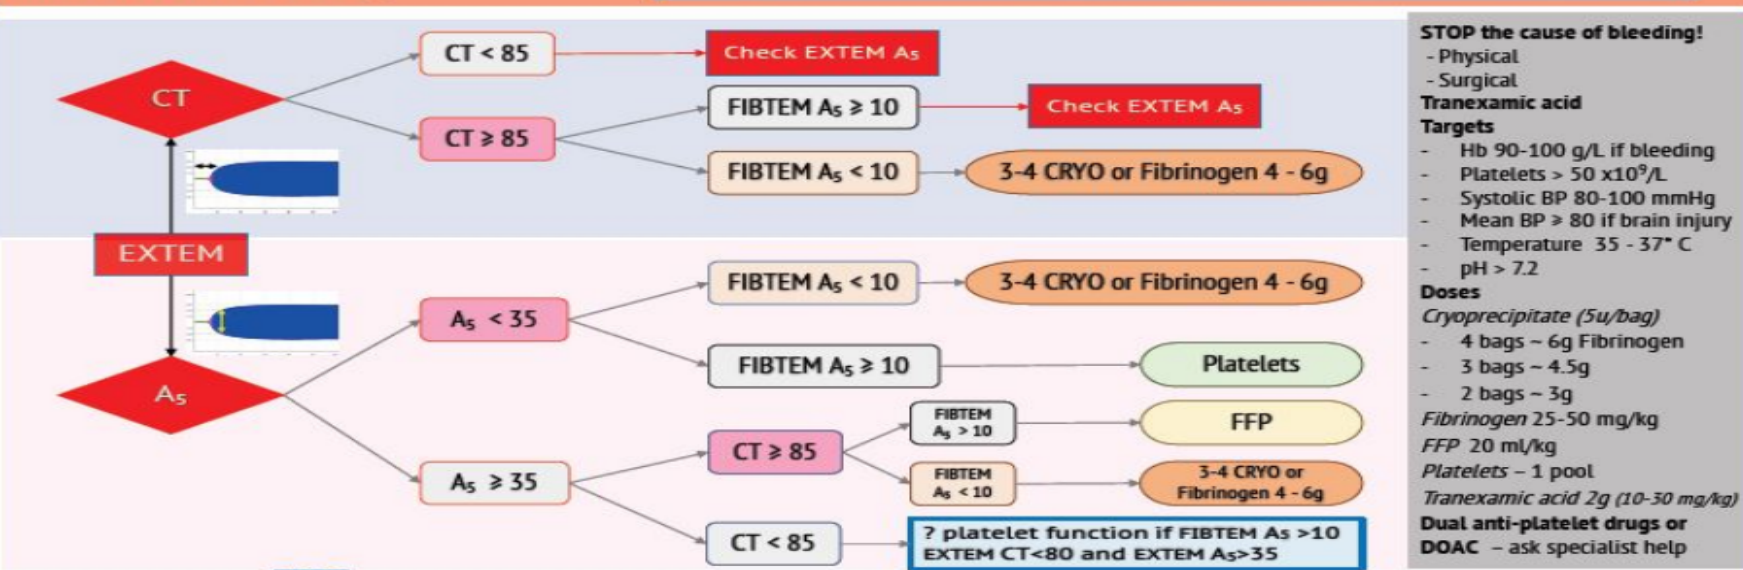 CT
CT < 85
Check EXTEM A₅
CT ⩾ 85
FIBTEM A₅ ⩾ 10
Check EXTEM A₅
FIBTEM A₅ < 10
3-4 CRYO or Fibrinogen 4 - 6g
EXTEM
A₅
A₅ < 35
FIBTEM A₅ < 10
3-4 CRYO or Fibrinogen 4 - 6g
FIBTEM A₅ ⩾ 10
Platelets
A₅ ⩾ 35
CT ⩾ 85
FIBTEM
A₅ > 10
FFP
FIBTEM
A₅ < 10
3-4 CRYO or
Fibrinogen 4 - 6g
CT < 85
? platelet function if FIBTEM A₅ >10
EXTEM CT<80 and EXTEM A₅>35
STOP the cause of bleeding!
- Physical
- Surgical
Tranexamic acid
Targets
- Hb 90-100 g/L if bleeding
- Platelets > 50 x10⁹/L
- Systolic BP 80-100 mmHg
- Mean BP ⩾ 80 if brain injury
- Temperature 35 - 37° C
- pH > 7.2
Doses
Cryoprecipitate (5u/bag)
- 4 bags ~ 6g Fibrinogen
- 3 bags ~ 4.5g
- 2 bags ~ 3g
Fibrinogen 25-50 mg/kg
FFP 20 ml/kg
Platelets – 1 pool
Tranexamic acid 2g (10-30 mg/kg)
Dual anti-platelet drugs or
DOAC – ask specialist help